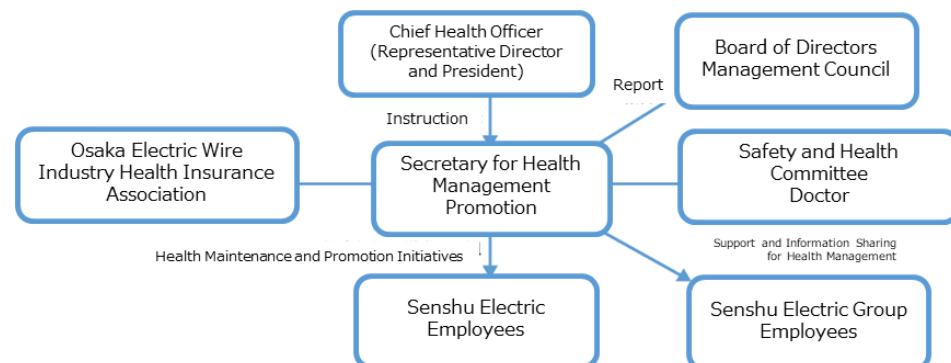 Chief Health Officer
(Representative Director
and President)
Board of Directors
Management Council
Report
Instruction
Osaka Electric Wire
Industry Health Insurance
Association
Secretary for Health
Management
Promotion
Safety and Health
Committee
Doctor
Health Maintenance and Promotion Initiatives
Support and Information Sharing
for Health Management
Senshu Electric
Employees
Senshu Electric Group
Employees